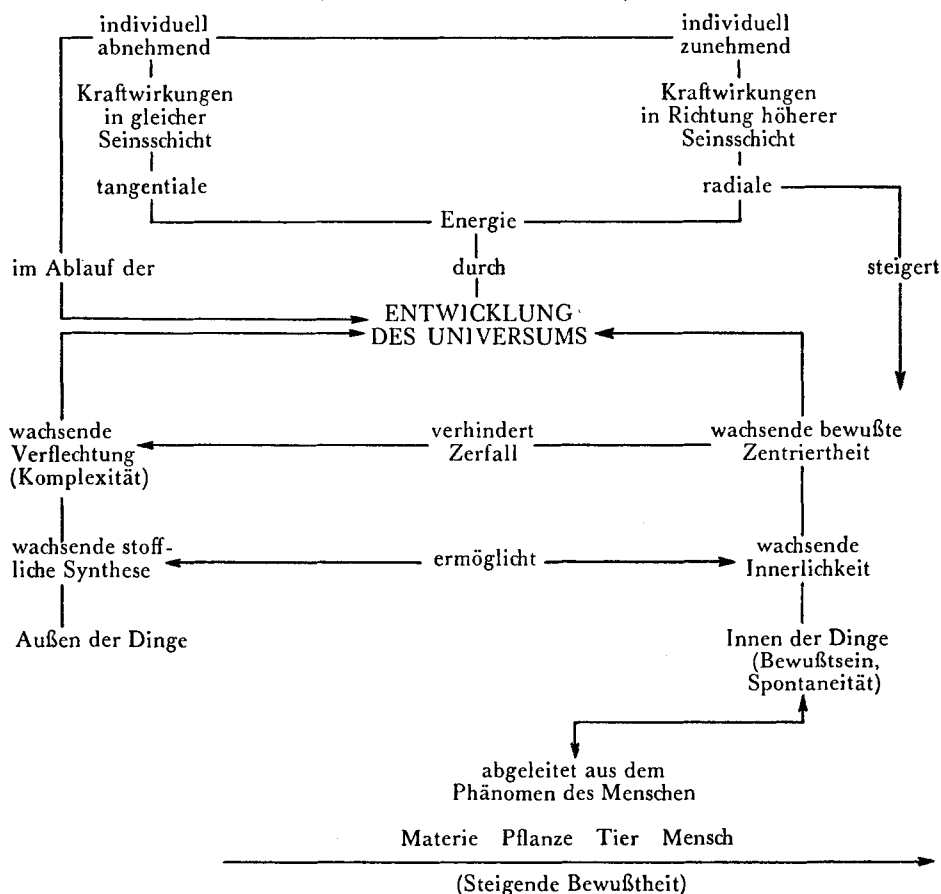 individuell
abnehmend
individuell
zunehmend
Kraftwirkungen
in gleicher
Seinsschicht
Kraftwirkungen
in Richtung höherer
Seinsschicht
tangentiale
radiale
Energie
im Ablauf der
durch
steigert
ENTWICKLUNG
DES UNIVERSUMS
wachsende
Verflechtung
(Komplexität)
verhindert
Zerfall
wachsende bewußte
Zentriertheit
wachsende stoff-
liche Synthese
ermöglicht
wachsende
Innerlichkeit
Außen der Dinge
Innen der Dinge
(Bewußtsein,
Spontaneität)
abgeleitet aus dem
Phänomen des Menschen
Materie Pflanze Tier Mensch
(Steigende Bewußtheit)